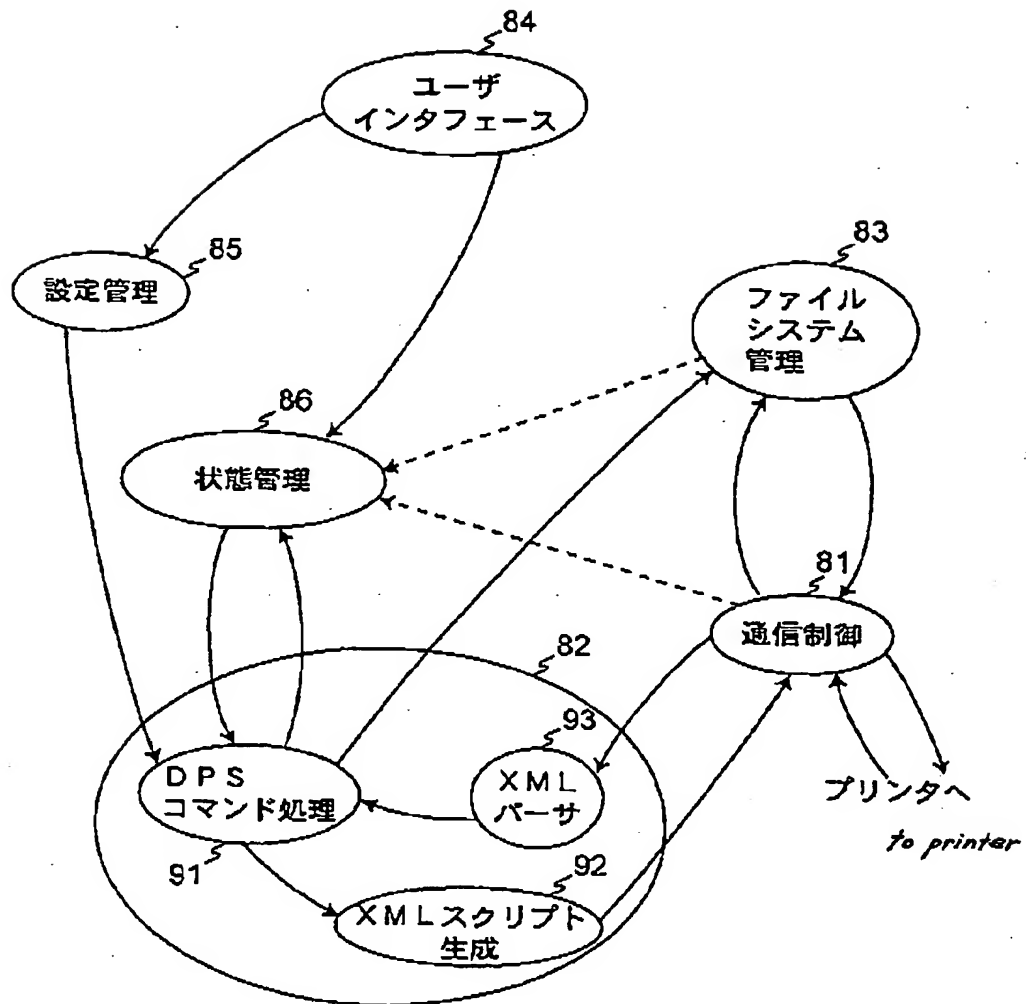 84
ユーザ
インタフェース
85
設定管理
83
ファイル
システム
管理
86
状態管理
81
通信制御
82
93
XML
パーサ
DPS
コマンド処理
91
92
XMLスクリプト
生成
プリンタへ
to printer